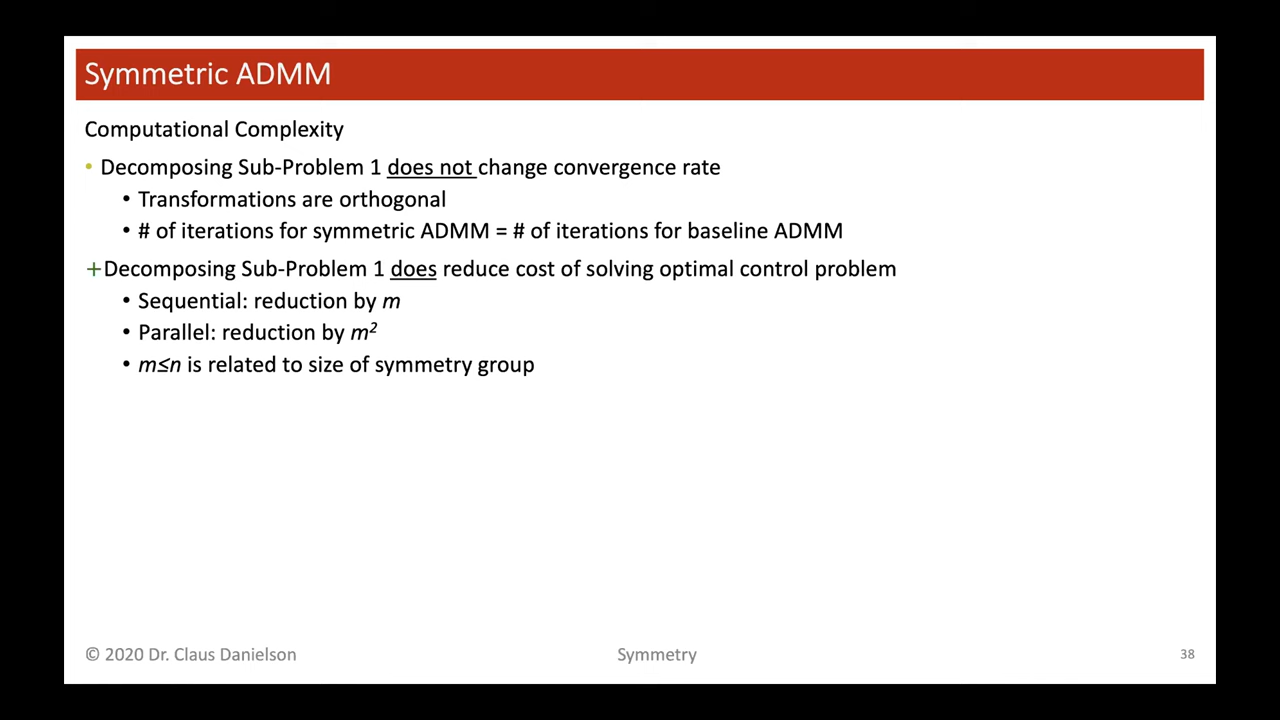 Symmetric ADMM
Computational Complexity
• Decomposing Sub-Problem 1 does not change convergence rate
• Transformations are orthogonal
• # of iterations for symmetric ADMM = # of iterations for baseline ADMM
+Decomposing Sub-Problem 1 does reduce cost of solving optimal control problem
• Sequential: reduction by m
• Parallel: reduction by m²
• m≤n is related to size of symmetry group
© 2020 Dr. Claus Danielson
Symmetry
38